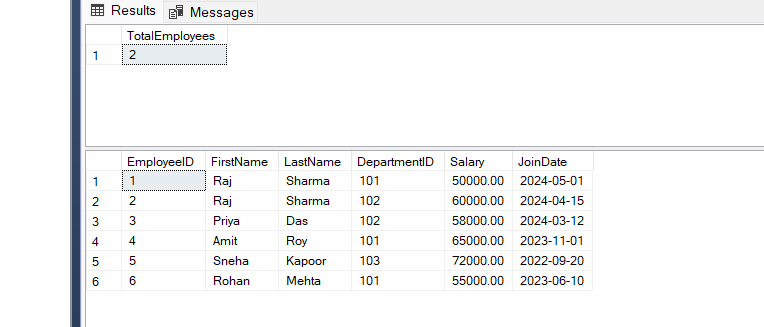 Results Messages
TotalEmployees
1 2
EmployeeID FirstName LastName DepartmentID Salary JoinDate
1 1 Raj Sharma 101 50000.00 2024-05-01
2 2 Raj Sharma 102 60000.00 2024-04-15
3 3 Priya Das 102 58000.00 2024-03-12
4 4 Amit Roy 101 65000.00 2023-11-01
5 5 Sneha Kapoor 103 72000.00 2022-09-20
6 6 Rohan Mehta 101 55000.00 2023-06-10